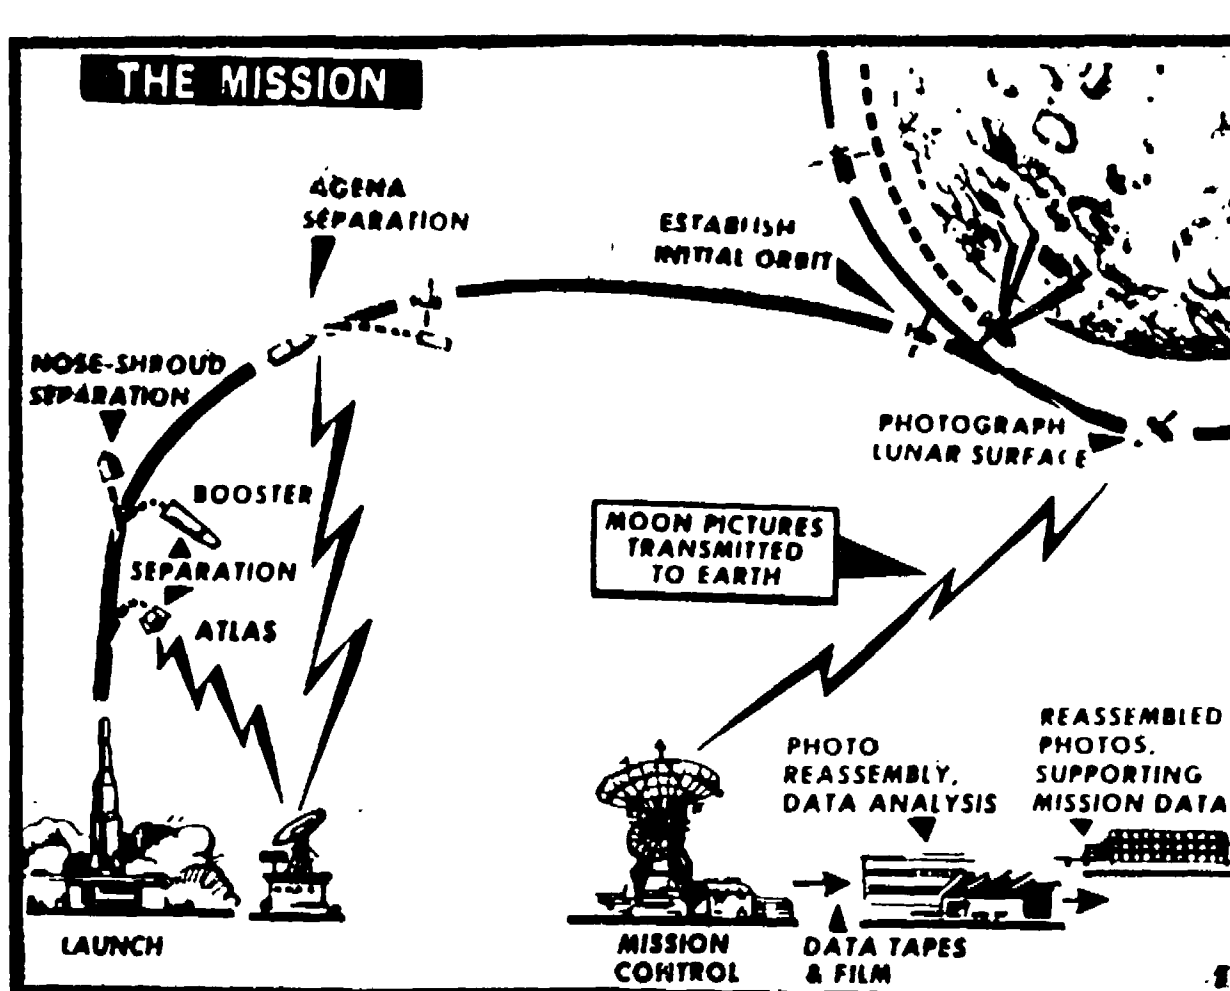 THE MISSION
AGENA
SEPARATION
ESTABLISH
INITIAL ORBIT
NOSE-SHROUD
SEPARATION
PHOTOGRAPH
LUNAR SURFACE
BOOSTER
SEPARATION
ATLAS
MOON PICTURES
TRANSMITTED
TO EARTH
PHOTO
REASSEMBLY,
DATA ANALYSIS
REASSEMBLED
PHOTOS,
SUPPORTING
MISSION DATA
LAUNCH
MISSION
CONTROL
DATA TAPES
& FILM